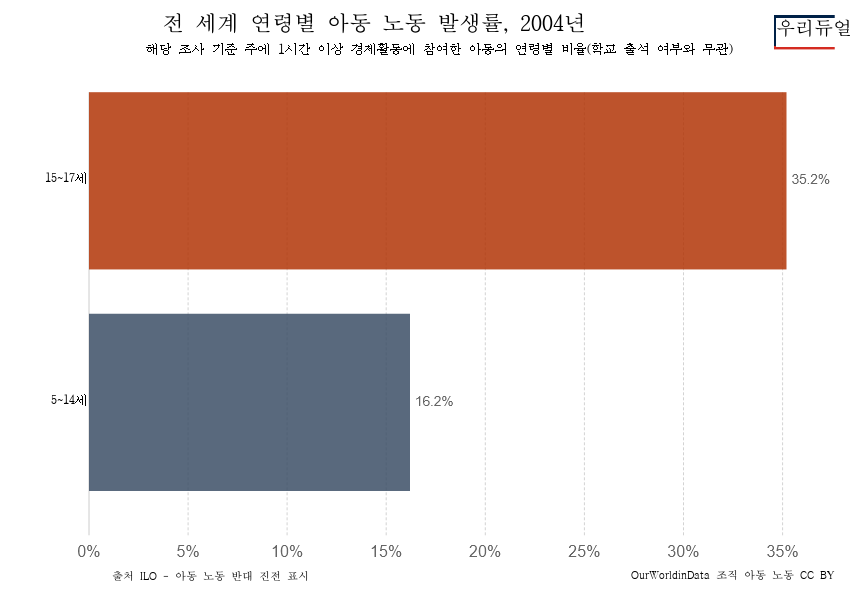 전 세계 연령별 아동 노동 발생률, 2004년
우리듀얼
해당 조사 기준 주에 1시간 이상 경제활동에 참여한 아동의 연령별 비율(학교 출석 여부와 무관)
15~17세
35.2%
5~14세
16.2%
0% 5% 10% 15% 20% 25% 30% 35%
출처 ILO - 아동 노동 반대 진전 표시
OurWorldinData 조직 아동 노동 CC BY